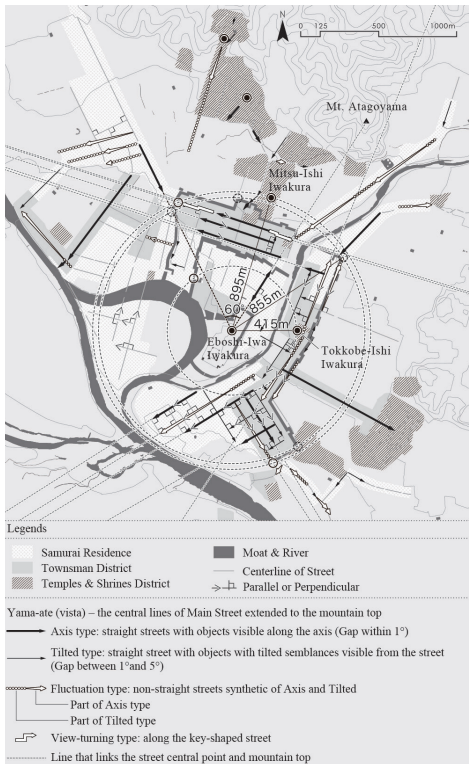 N
0 125 500 1000m
Mt. Atagoyama
Mitsu-Ishi
Iwakura
895m
60°
855m
415m
Eboshi-Iwa
Iwakura
Tokkobe-Ishi
Iwakura
Legends
Samurai Residence
Moat & River
Townsman District
Centerline of Street
Temples & Shrines District
Parallel or Perpendicular
Yama-ate (vista) – the central lines of Main Street extended to the mountain top
Axis type: straight streets with objects visible along the axis (Gap within 1°)
Tilted type: straight street with objects with tilted semblances visible from the street
(Gap between 1°and 5°)
Fluctuation type: non-straight streets synthetic of Axis and Tilted
Part of Axis type
Part of Tilted type
View-turning type: along the key-shaped street
Line that links the street central point and mountain top